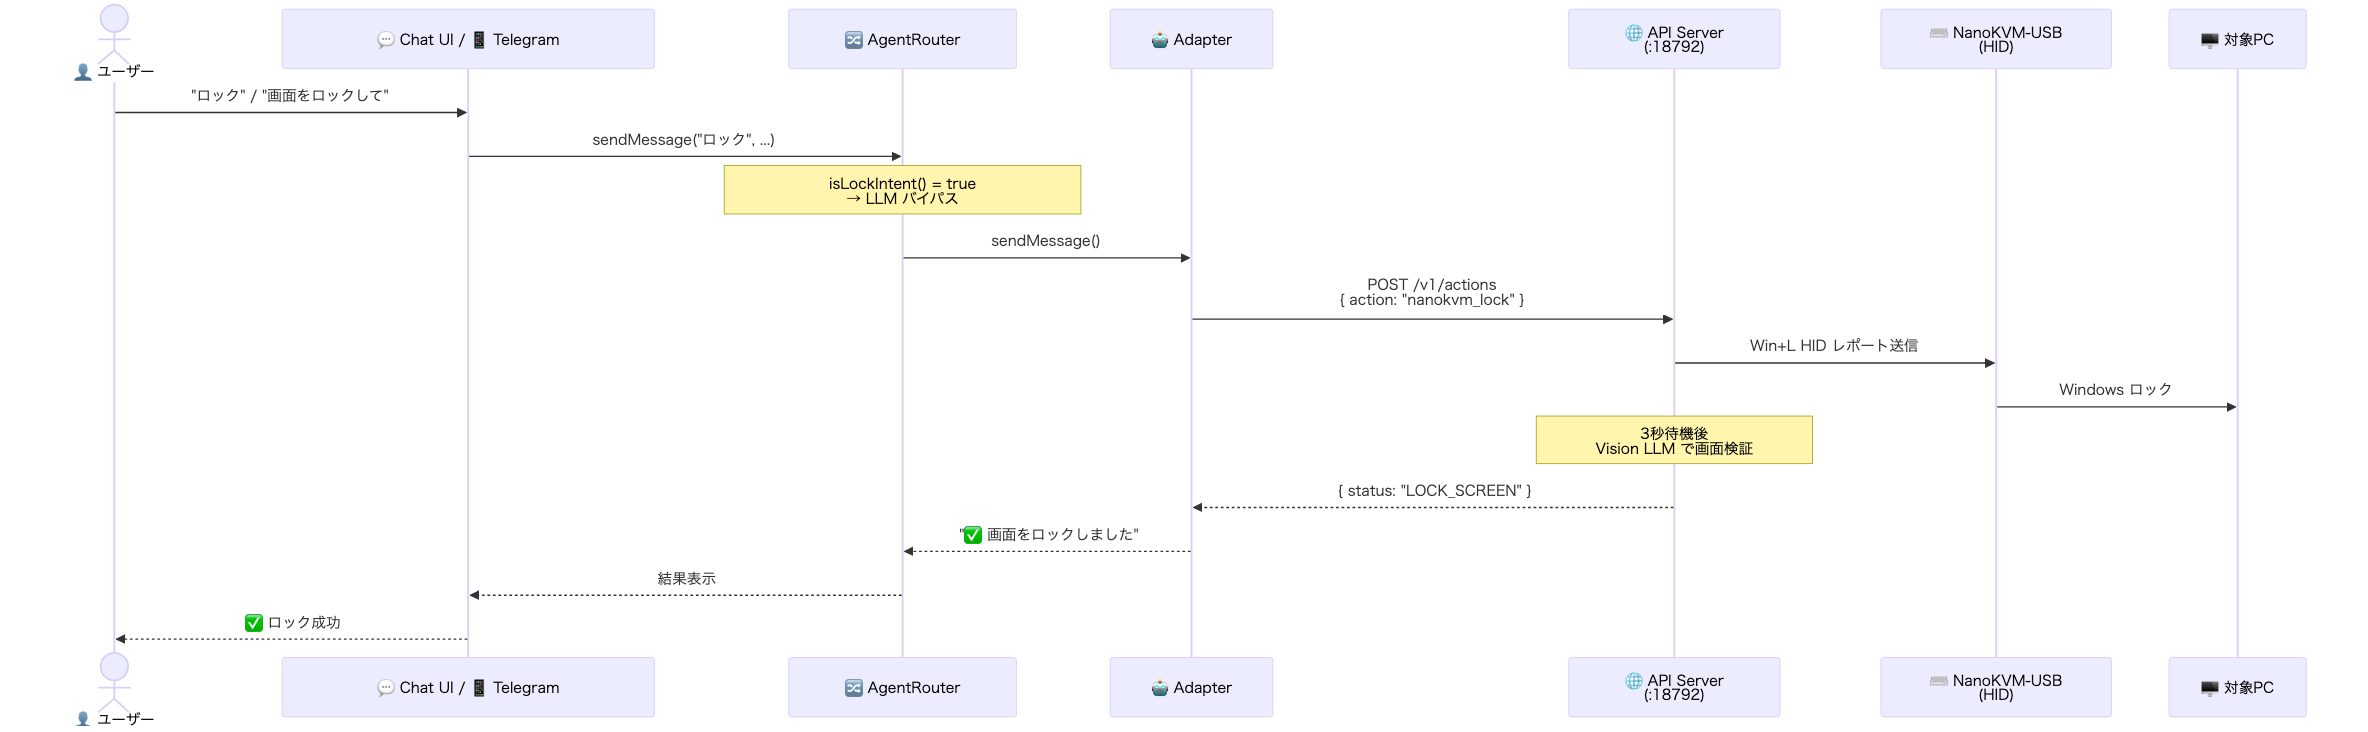 👤 ユーザー
💬 Chat UI / 📱 Telegram
🔀 AgentRouter
🤖 Adapter
🌐 API Server
(:18792)
⌨️ NanoKVM-USB
(HID)
🖥️ 対象PC
"ロック" / "画面をロックして"
sendMessage("ロック", ...)
isLockIntent() = true
→ LLM バイパス
sendMessage()
POST /v1/actions
{ action: "nanokvm_lock" }
Win+L HID レポート送信
Windows ロック
3秒待機後
Vision LLM で画面検証
{ status: "LOCK_SCREEN" }
"✅ 画面をロックしました"
結果表示
✅ ロック成功
👤 ユーザー
💬 Chat UI / 📱 Telegram
🔀 AgentRouter
🤖 Adapter
🌐 API Server
(:18792)
⌨️ NanoKVM-USB
(HID)
🖥️ 対象PC